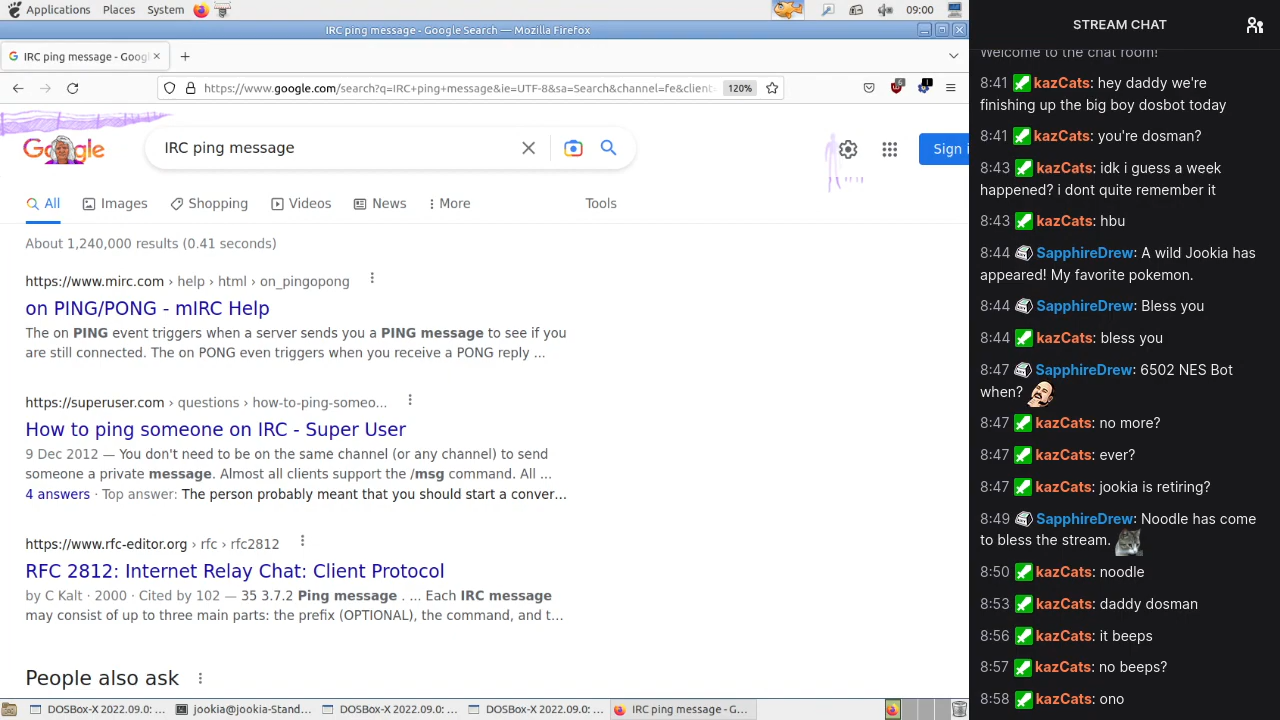 Applications Places System 09:00
IRC ping message - Google Search — Mozilla Firefox
IRC ping message - Goog
https://www.google.com/search?q=IRC+ping+message&ie=UTF-8&sa=Search&channel=fe&client 120%
Google
IRC ping message
Sign i
All Images Shopping Videos News More Tools
About 1,240,000 results (0.41 seconds)
https://www.mirc.com › help › html › on_pingopong
on PING/PONG - mIRC Help
The on PING event triggers when a server sends you a PING message to see if you
are still connected. The on PONG even triggers when you receive a PONG reply ...
https://superuser.com › questions › how-to-ping-someo...
How to ping someone on IRC - Super User
9 Dec 2012 — You don't need to be on the same channel (or any channel) to send
someone a private message. Almost all clients support the /msg command. All ...
4 answers · Top answer: The person probably meant that you should start a conver…
https://www.rfc-editor.org › rfc › rfc2812
RFC 2812: Internet Relay Chat: Client Protocol
by C Kalt · 2000 · Cited by 102 — 35 3.7.2 Ping message . ... Each IRC message
may consist of up to three main parts: the prefix (OPTIONAL), the command, and t…
People also ask
DOSBox-X 2022.09.0: ... jookia@jookia-Stand... DOSBox-X 2022.09.0: ... DOSBox-X 2022.09.0: ... IRC ping message - G...
STREAM CHAT
Welcome to the chat room!
8:41 kazCats: hey daddy we're
finishing up the big boy dosbot today
8:41 kazCats: you're dosman?
8:43 kazCats: idk i guess a week
happened? i dont quite remember it
8:43 kazCats: hbu
8:44 SapphireDrew: A wild Jookia has
appeared! My favorite pokemon.
8:44 SapphireDrew: Bless you
8:44 kazCats: bless you
8:47 SapphireDrew: 6502 NES Bot
when?
8:47 kazCats: no more?
8:47 kazCats: ever?
8:47 kazCats: jookia is retiring?
8:49 SapphireDrew: Noodle has come
to bless the stream.
8:50 kazCats: noodle
8:53 kazCats: daddy dosman
8:56 kazCats: it beeps
8:57 kazCats: no beeps?
8:58 kazCats: ono